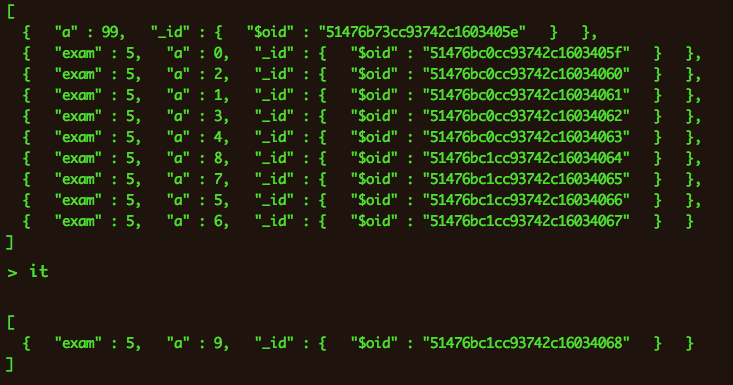 [
  {   "a" : 99,   "_id" : {   "$oid" : "51476b73cc93742c1603405e"   }   },
  {   "exam" : 5,   "a" : 0,   "_id" : {   "$oid" : "51476bc0cc93742c1603405f"   }   },
  {   "exam" : 5,   "a" : 2,   "_id" : {   "$oid" : "51476bc0cc93742c16034060"   }   },
  {   "exam" : 5,   "a" : 1,   "_id" : {   "$oid" : "51476bc0cc93742c16034061"   }   },
  {   "exam" : 5,   "a" : 3,   "_id" : {   "$oid" : "51476bc0cc93742c16034062"   }   },
  {   "exam" : 5,   "a" : 4,   "_id" : {   "$oid" : "51476bc0cc93742c16034063"   }   },
  {   "exam" : 5,   "a" : 8,   "_id" : {   "$oid" : "51476bc1cc93742c16034064"   }   },
  {   "exam" : 5,   "a" : 7,   "_id" : {   "$oid" : "51476bc1cc93742c16034065"   }   },
  {   "exam" : 5,   "a" : 5,   "_id" : {   "$oid" : "51476bc1cc93742c16034066"   }   },
  {   "exam" : 5,   "a" : 6,   "_id" : {   "$oid" : "51476bc1cc93742c16034067"   }   }
]
> it
[
  {   "exam" : 5,   "a" : 9,   "_id" : {   "$oid" : "51476bc1cc93742c16034068"   }   }
]